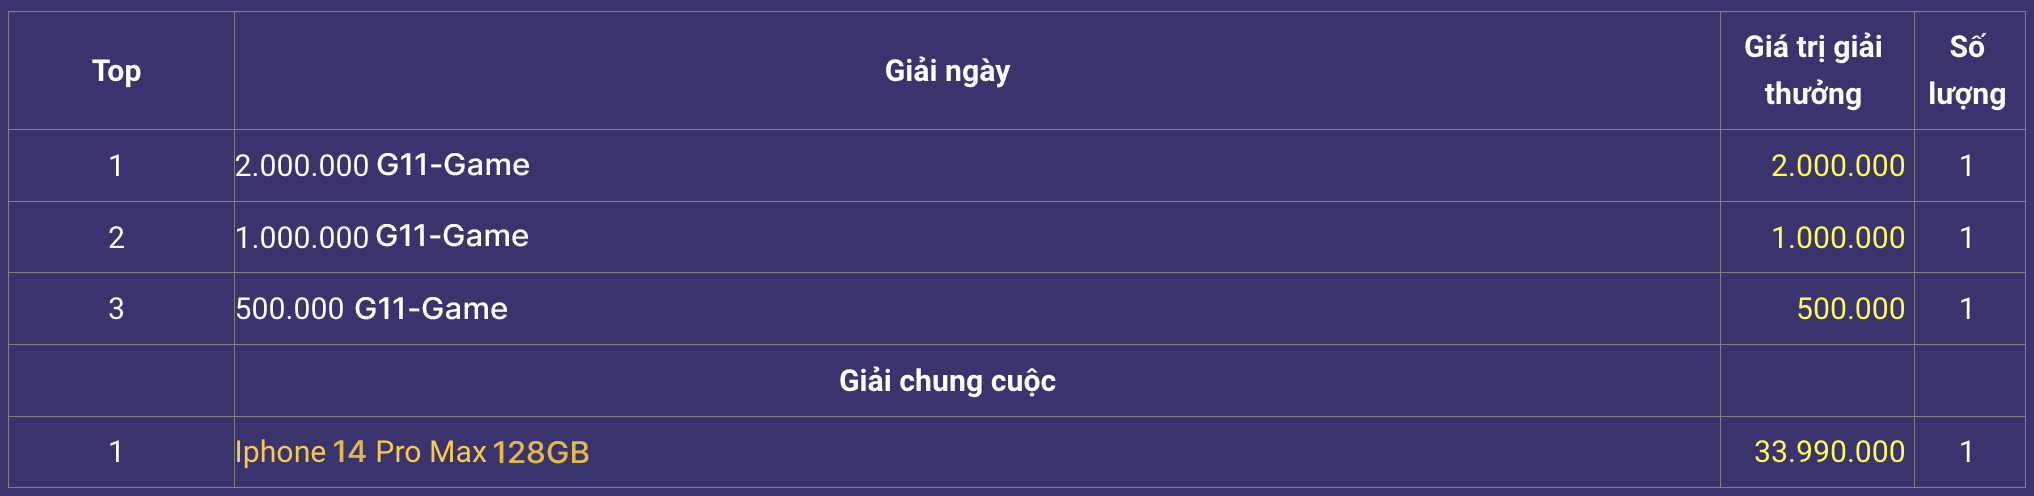 Top Giải ngày Giá trị giải thưởng Số lượng
1 2.000.000 G11-Game 2.000.000 1
2 1.000.000 G11-Game 1.000.000 1
3 500.000 G11-Game 500.000 1
Giải chung cuộc
1 Iphone 14 Pro Max 128GB 33.990.000 1